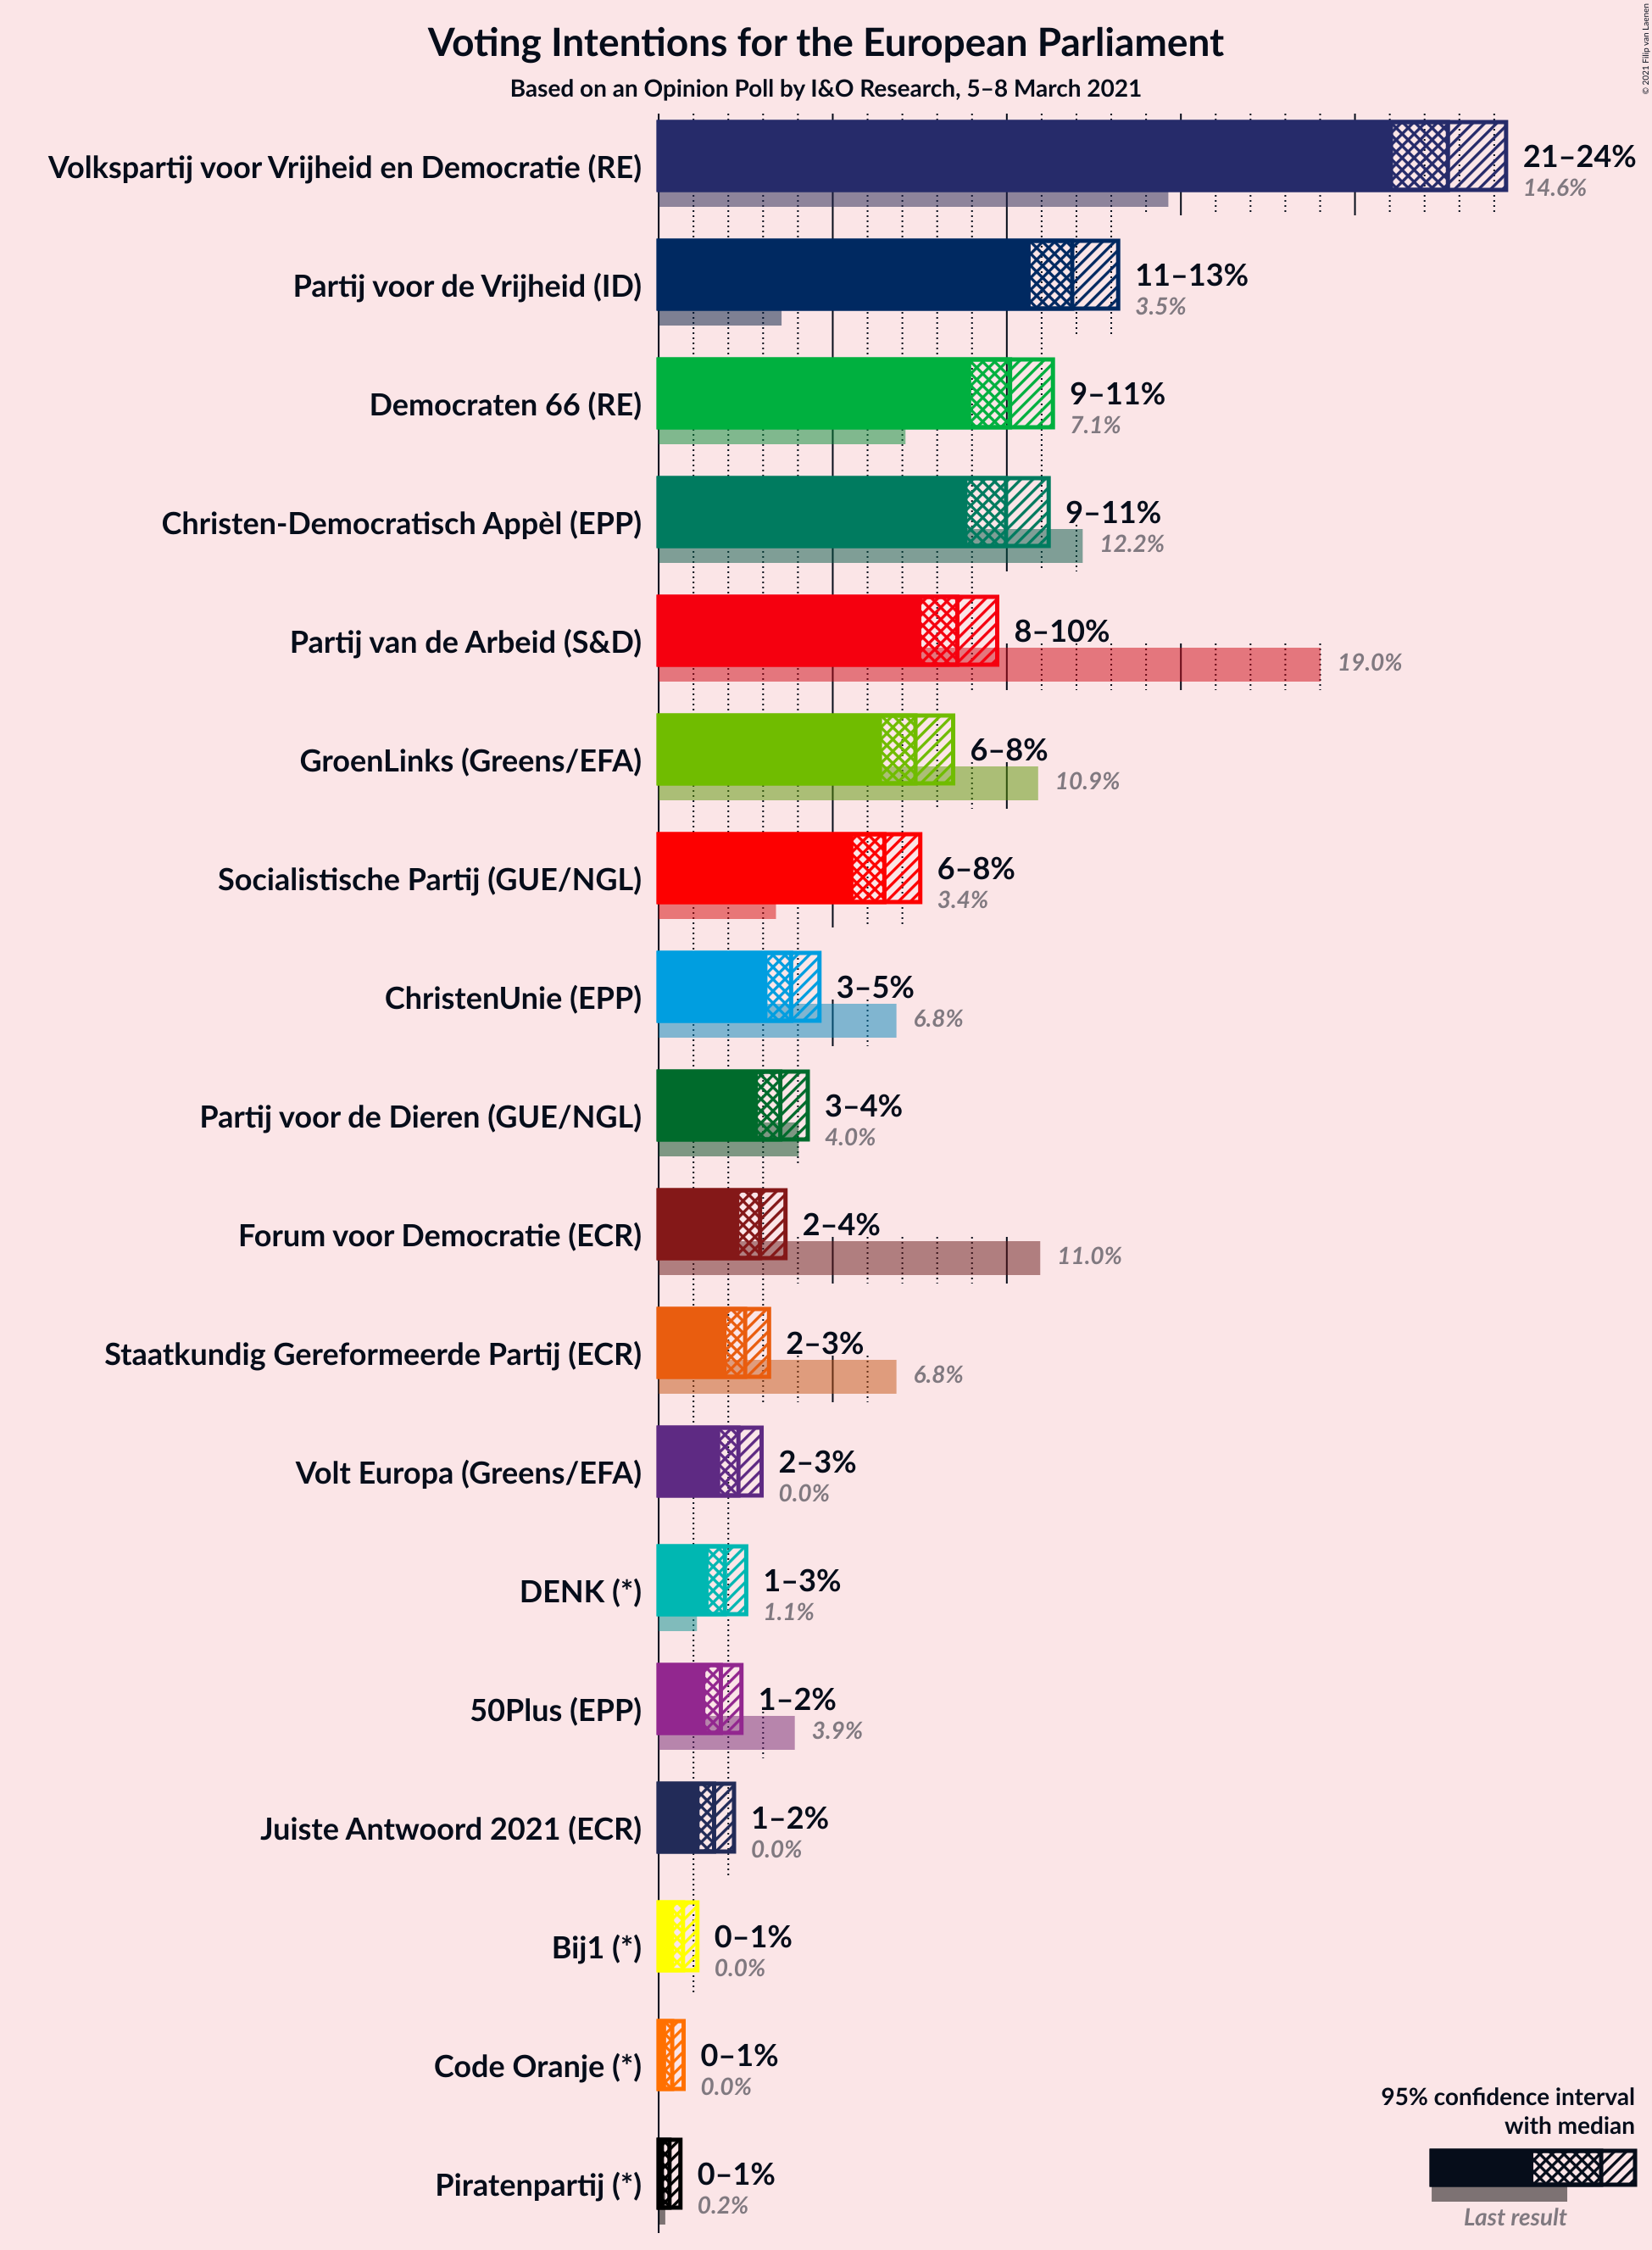 © 2021 Filip van Laenen
Voting Intentions for the European Parliament
Based on an Opinion Poll by I&O Research, 5–8 March 2021
Volkspartij voor Vrijheid en Democratie (RE)
21–24%
14.6%
Partij voor de Vrijheid (ID)
11–13%
3.5%
Democraten 66 (RE)
9–11%
7.1%
Christen-Democratisch Appèl (EPP)
9–11%
12.2%
Partij van de Arbeid (S&D)
8–10%
19.0%
GroenLinks (Greens/EFA)
6–8%
10.9%
Socialistische Partij (GUE/NGL)
6–8%
3.4%
ChristenUnie (EPP)
3–5%
6.8%
Partij voor de Dieren (GUE/NGL)
3–4%
4.0%
Forum voor Democratie (ECR)
2–4%
11.0%
Staatkundig Gereformeerde Partij (ECR)
2–3%
6.8%
Volt Europa (Greens/EFA)
2–3%
0.0%
DENK (*)
1–3%
1.1%
50Plus (EPP)
1–2%
3.9%
Juiste Antwoord 2021 (ECR)
1–2%
0.0%
Bij1 (*)
0–1%
0.0%
Code Oranje (*)
0–1%
0.0%
Piratenpartij (*)
0–1%
0.2%
95% confidence interval
with median
Last result